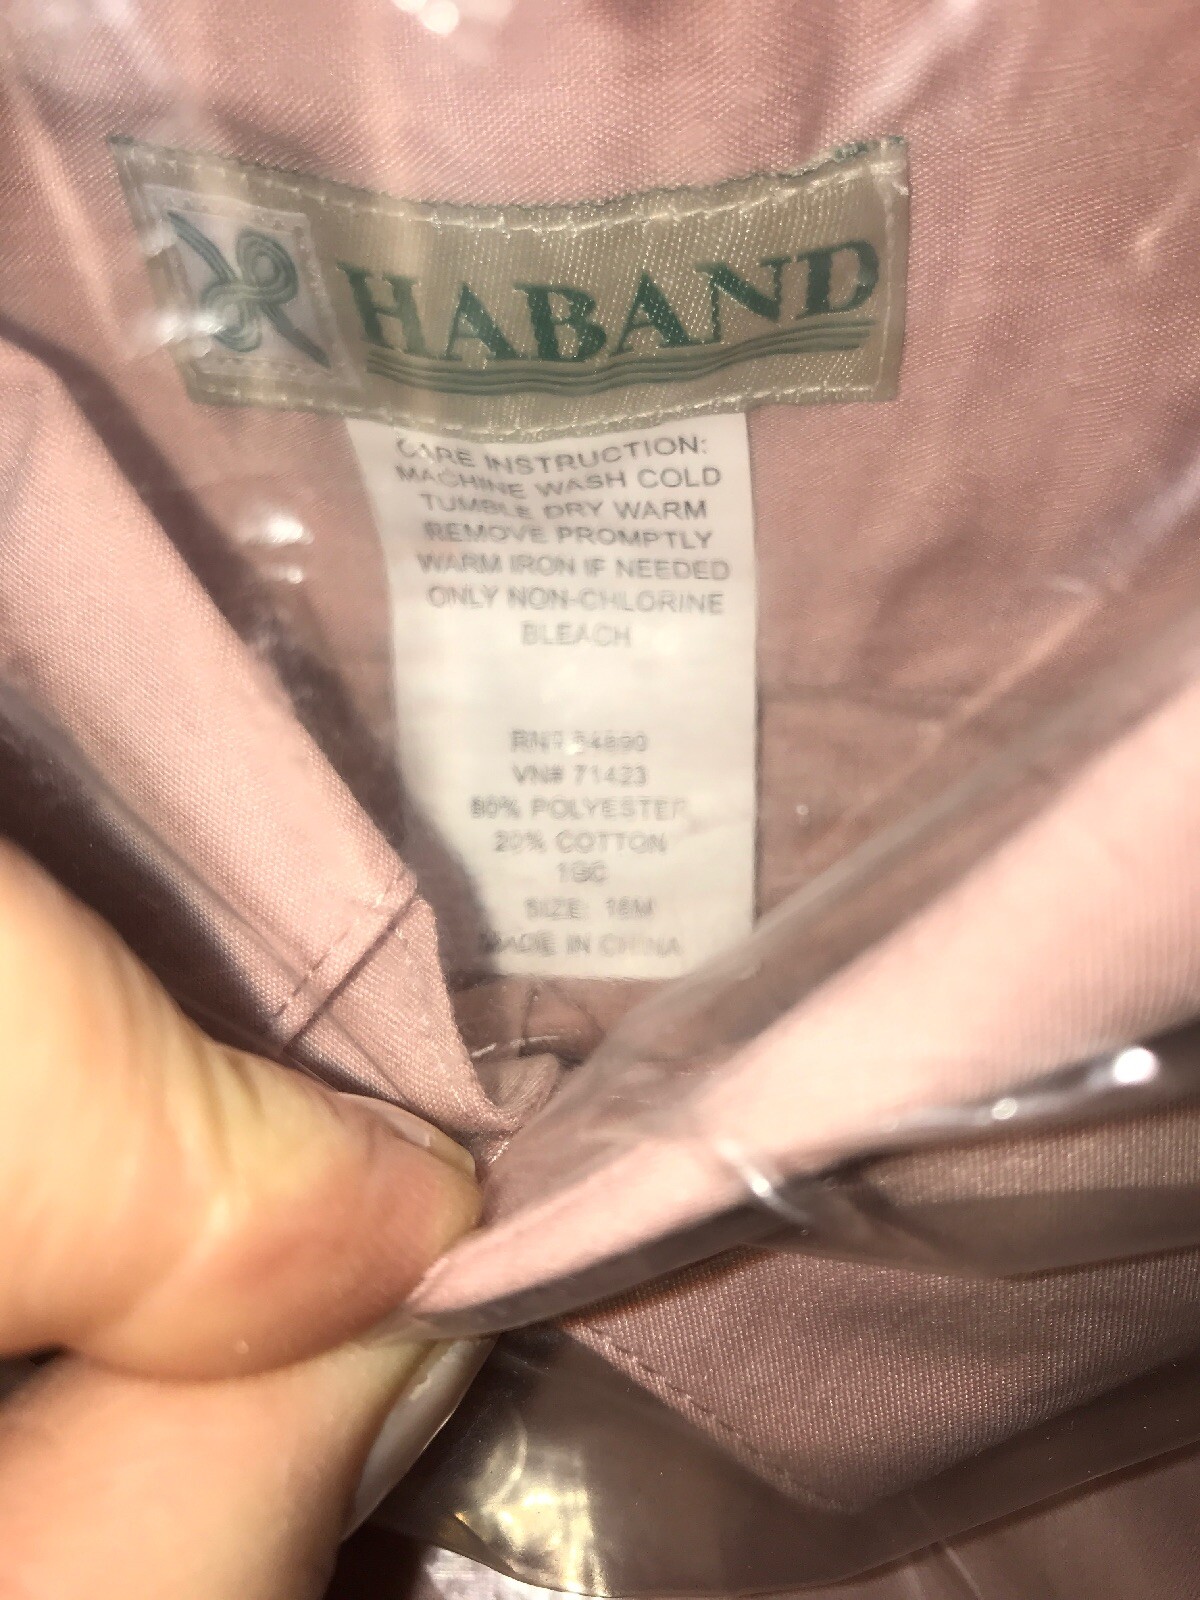 HABAND
CARE INSTRUCTION:
MACHINE WASH COLD
TUMBLE DRY WARM
REMOVE PROMPTLY
WARM IRON IF NEEDED
ONLY NON-CHLORINE
BLEACH
VN# 71423
80% POLYESTER
20% COTTON
SIZE:
MADE IN CHINA